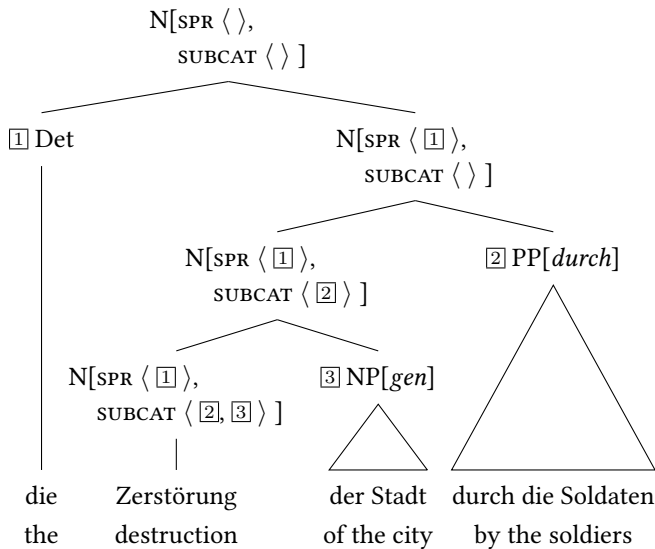 N[SPR ⟨ ⟩,
SUBCAT ⟨ ⟩ ]
1 Det
N[SPR ⟨ 1 ⟩,
SUBCAT ⟨ ⟩ ]
N[SPR ⟨ 1 ⟩,
SUBCAT ⟨ 2 ⟩ ]
2 PP[durch]
N[SPR ⟨ 1 ⟩,
SUBCAT ⟨ 2, 3 ⟩ ]
3 NP[gen]
die Zerstörung der Stadt durch die Soldaten
the destruction of the city by the soldiers